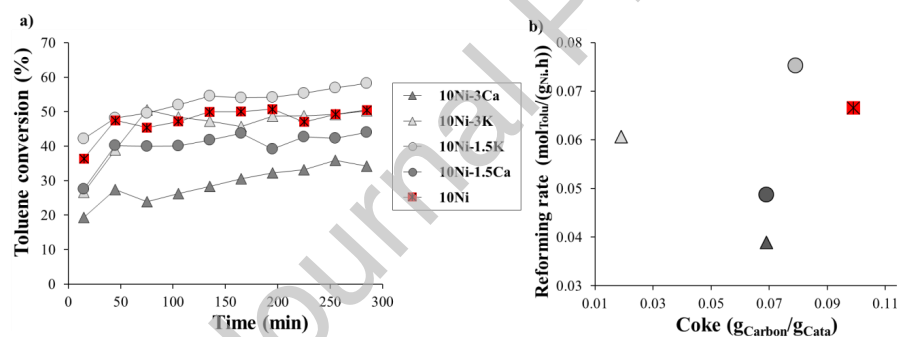 a)
Toluene conversion (%)
70
60
50
40
30
20
10
0
0
50
100
150
200
250
300
Time (min)
10Ni-3Ca
10Ni-3K
10Ni-1.5K
10Ni-1.5Ca
10Ni
b)
Reforming rate (molTolu/(gNi.h))
0.08
0.07
0.06
0.05
0.04
0.03
0.01
0.03
0.05
0.07
0.09
0.11
Coke (gCarbon/gCata)
Journal P